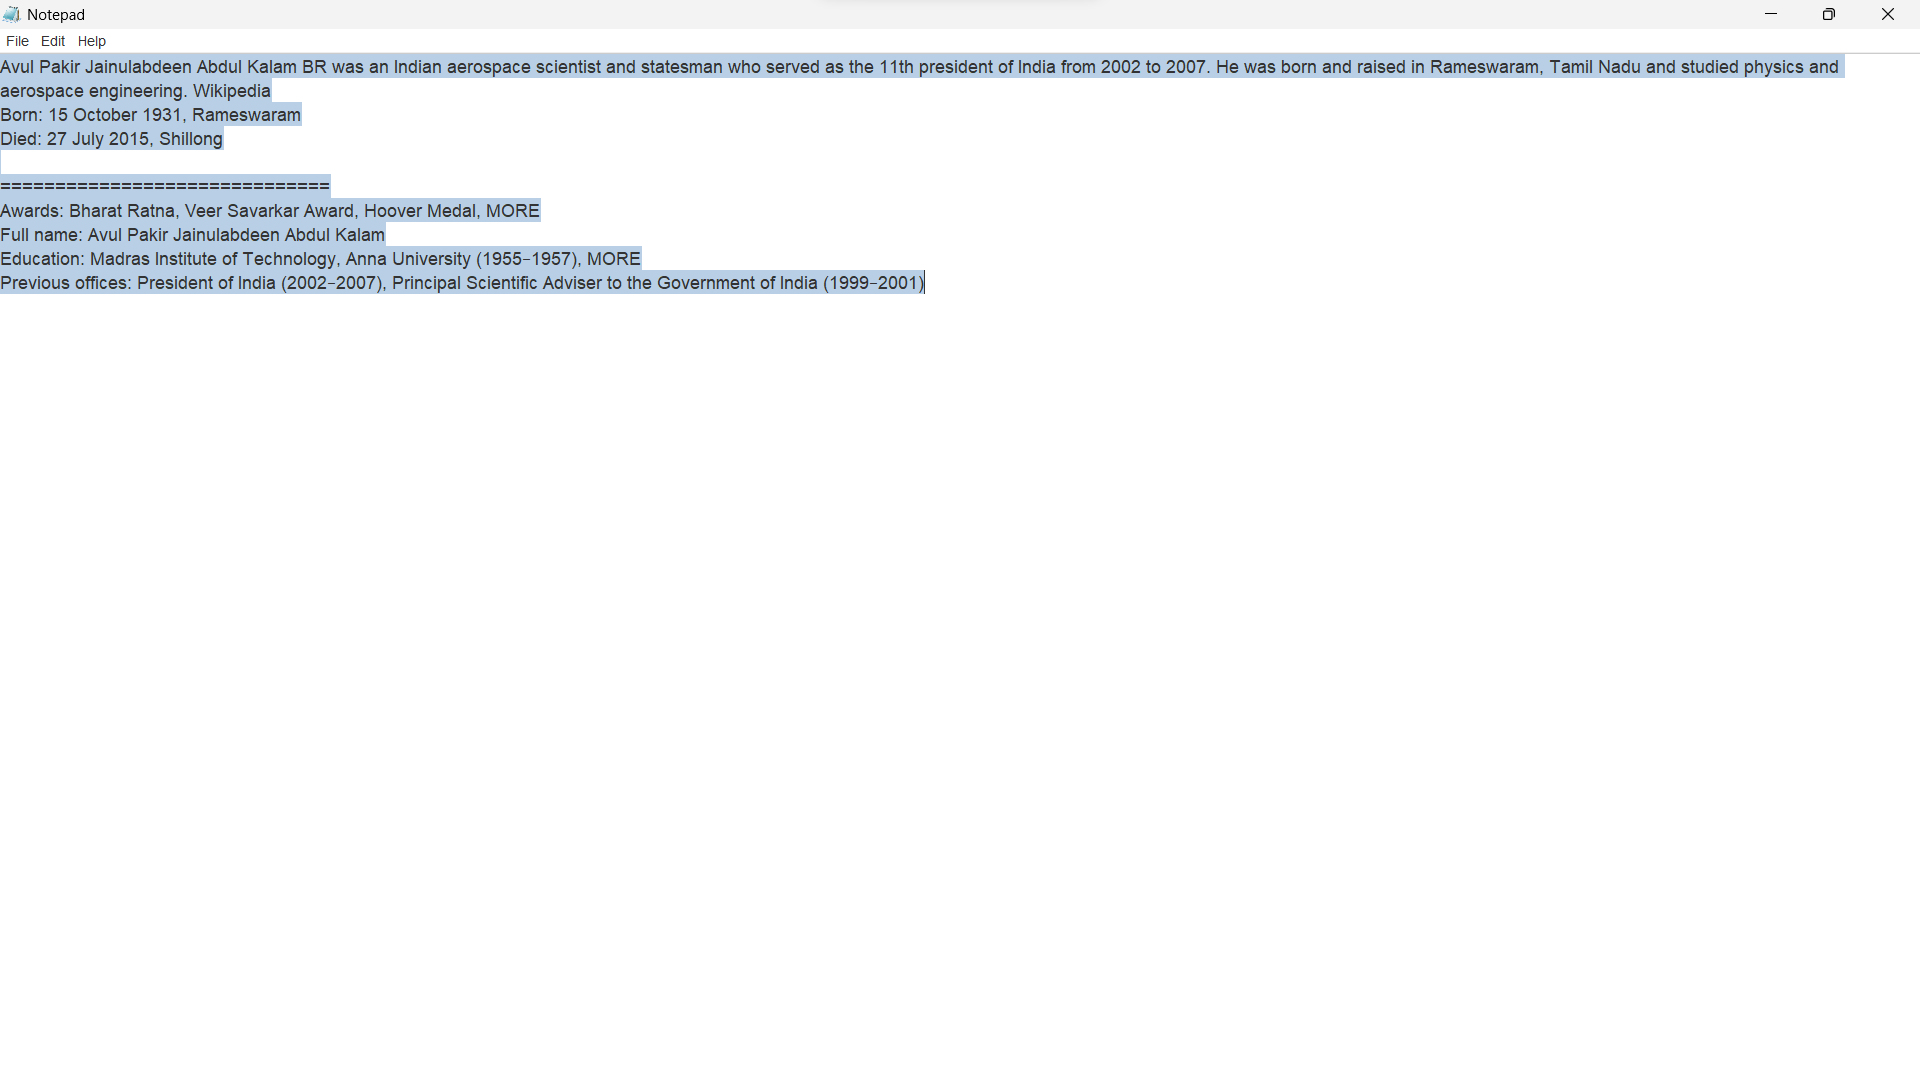 Notepad
File Edit Help
Avul Pakir Jainulabdeen Abdul Kalam BR was an Indian aerospace scientist and statesman who served as the 11th president of India from 2002 to 2007. He was born and raised in Rameswaram, Tamil Nadu and studied physics and
aerospace engineering. Wikipedia
Born: 15 October 1931, Rameswaram
Died: 27 July 2015, Shillong
==============================
Awards: Bharat Ratna, Veer Savarkar Award, Hoover Medal, MORE
Full name: Avul Pakir Jainulabdeen Abdul Kalam
Education: Madras Institute of Technology, Anna University (1955–1957), MORE
Previous offices: President of India (2002–2007), Principal Scientific Adviser to the Government of India (1999–2001)